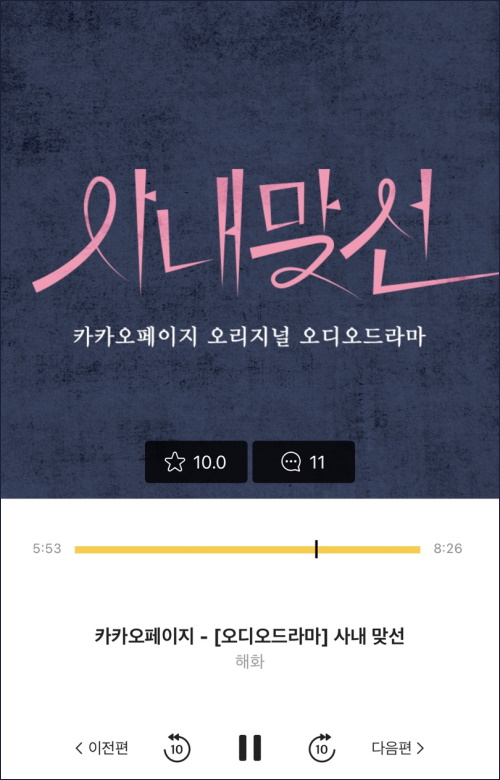 사내맞선
카카오페이지 오리지널 오디오드라마
10.0 11
5:53 8:26
카카오페이지 - [오디오드라마] 사내 맞선
해화
< 이전편 10 10 다음편 >